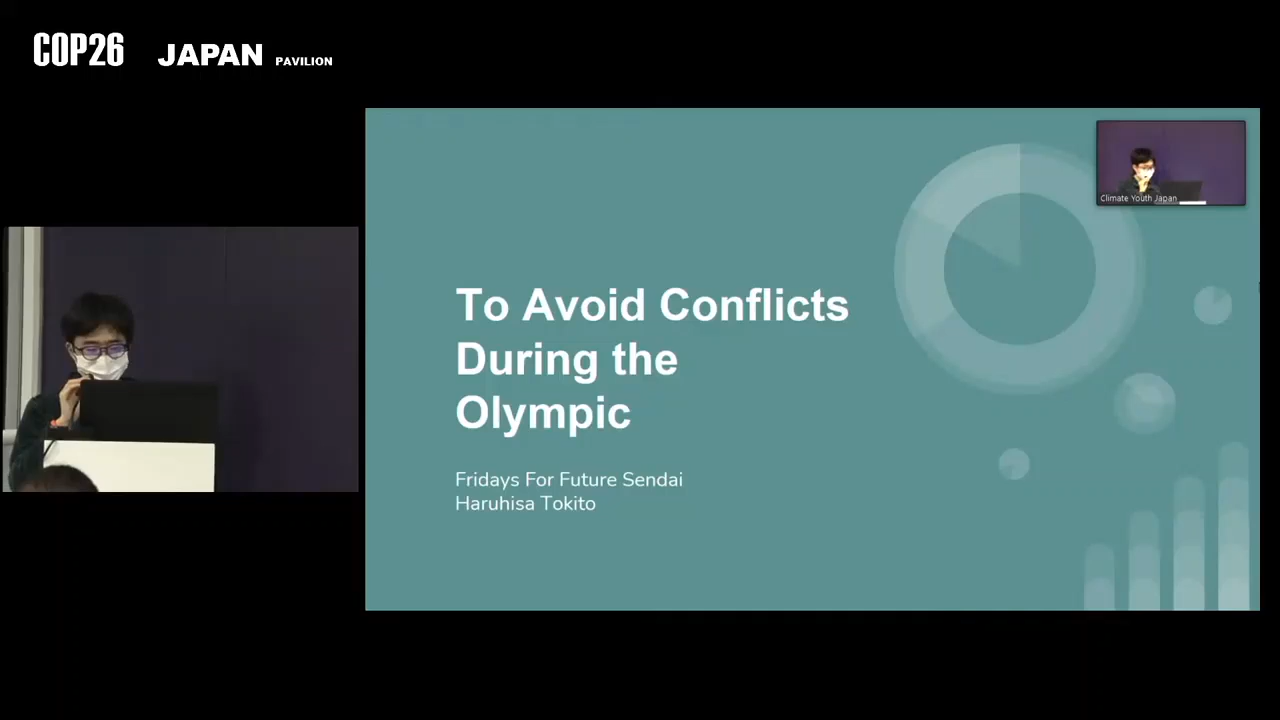 COP26 JAPAN PAVILION
Climate Youth Japan
To Avoid Conflicts
During the
Olympic
Fridays For Future Sendai
Haruhisa Tokito